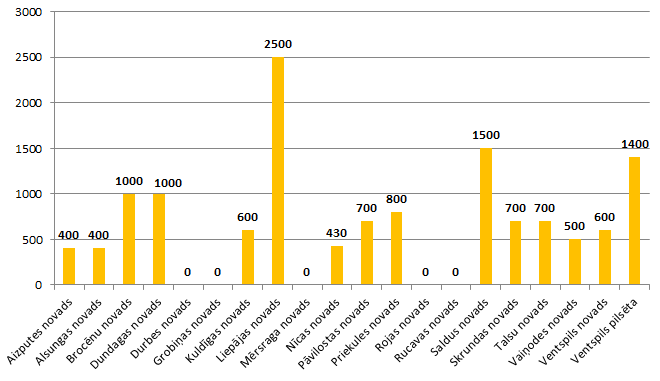 3000
2500
2000
1500
1000
500
0
400
400
1000
1000
0
0
600
2500
0
430
700
800
0
0
1500
700
700
500
600
1400
Aizputes novads
Alsungas novads
Brocēnu novads
Dundagas novads
Durbes novads
Grobiņas novads
Kuldīgas novads
Liepājas novads
Mērsraga novads
Nīcas novads
Pāvilostas novads
Priekules novads
Rojas novads
Rucavas novads
Saldus novads
Skrundas novads
Talsu novads
Vaiņodes novads
Ventspils novads
Ventspils pilsēta